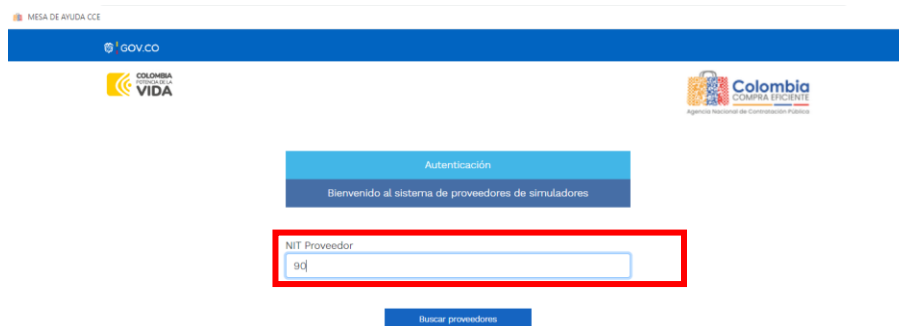 MESA DE AYUDA CCE
GOV.CO
COLOMBIA
POTENCIA DE LA
VIDA
Colombia
COMPRA EFICIENTE
Agencia Nacional de Contratación Pública
Autenticación
Bienvenido al sistema de proveedores de simuladores
NIT Proveedor
90
Buscar proveedores